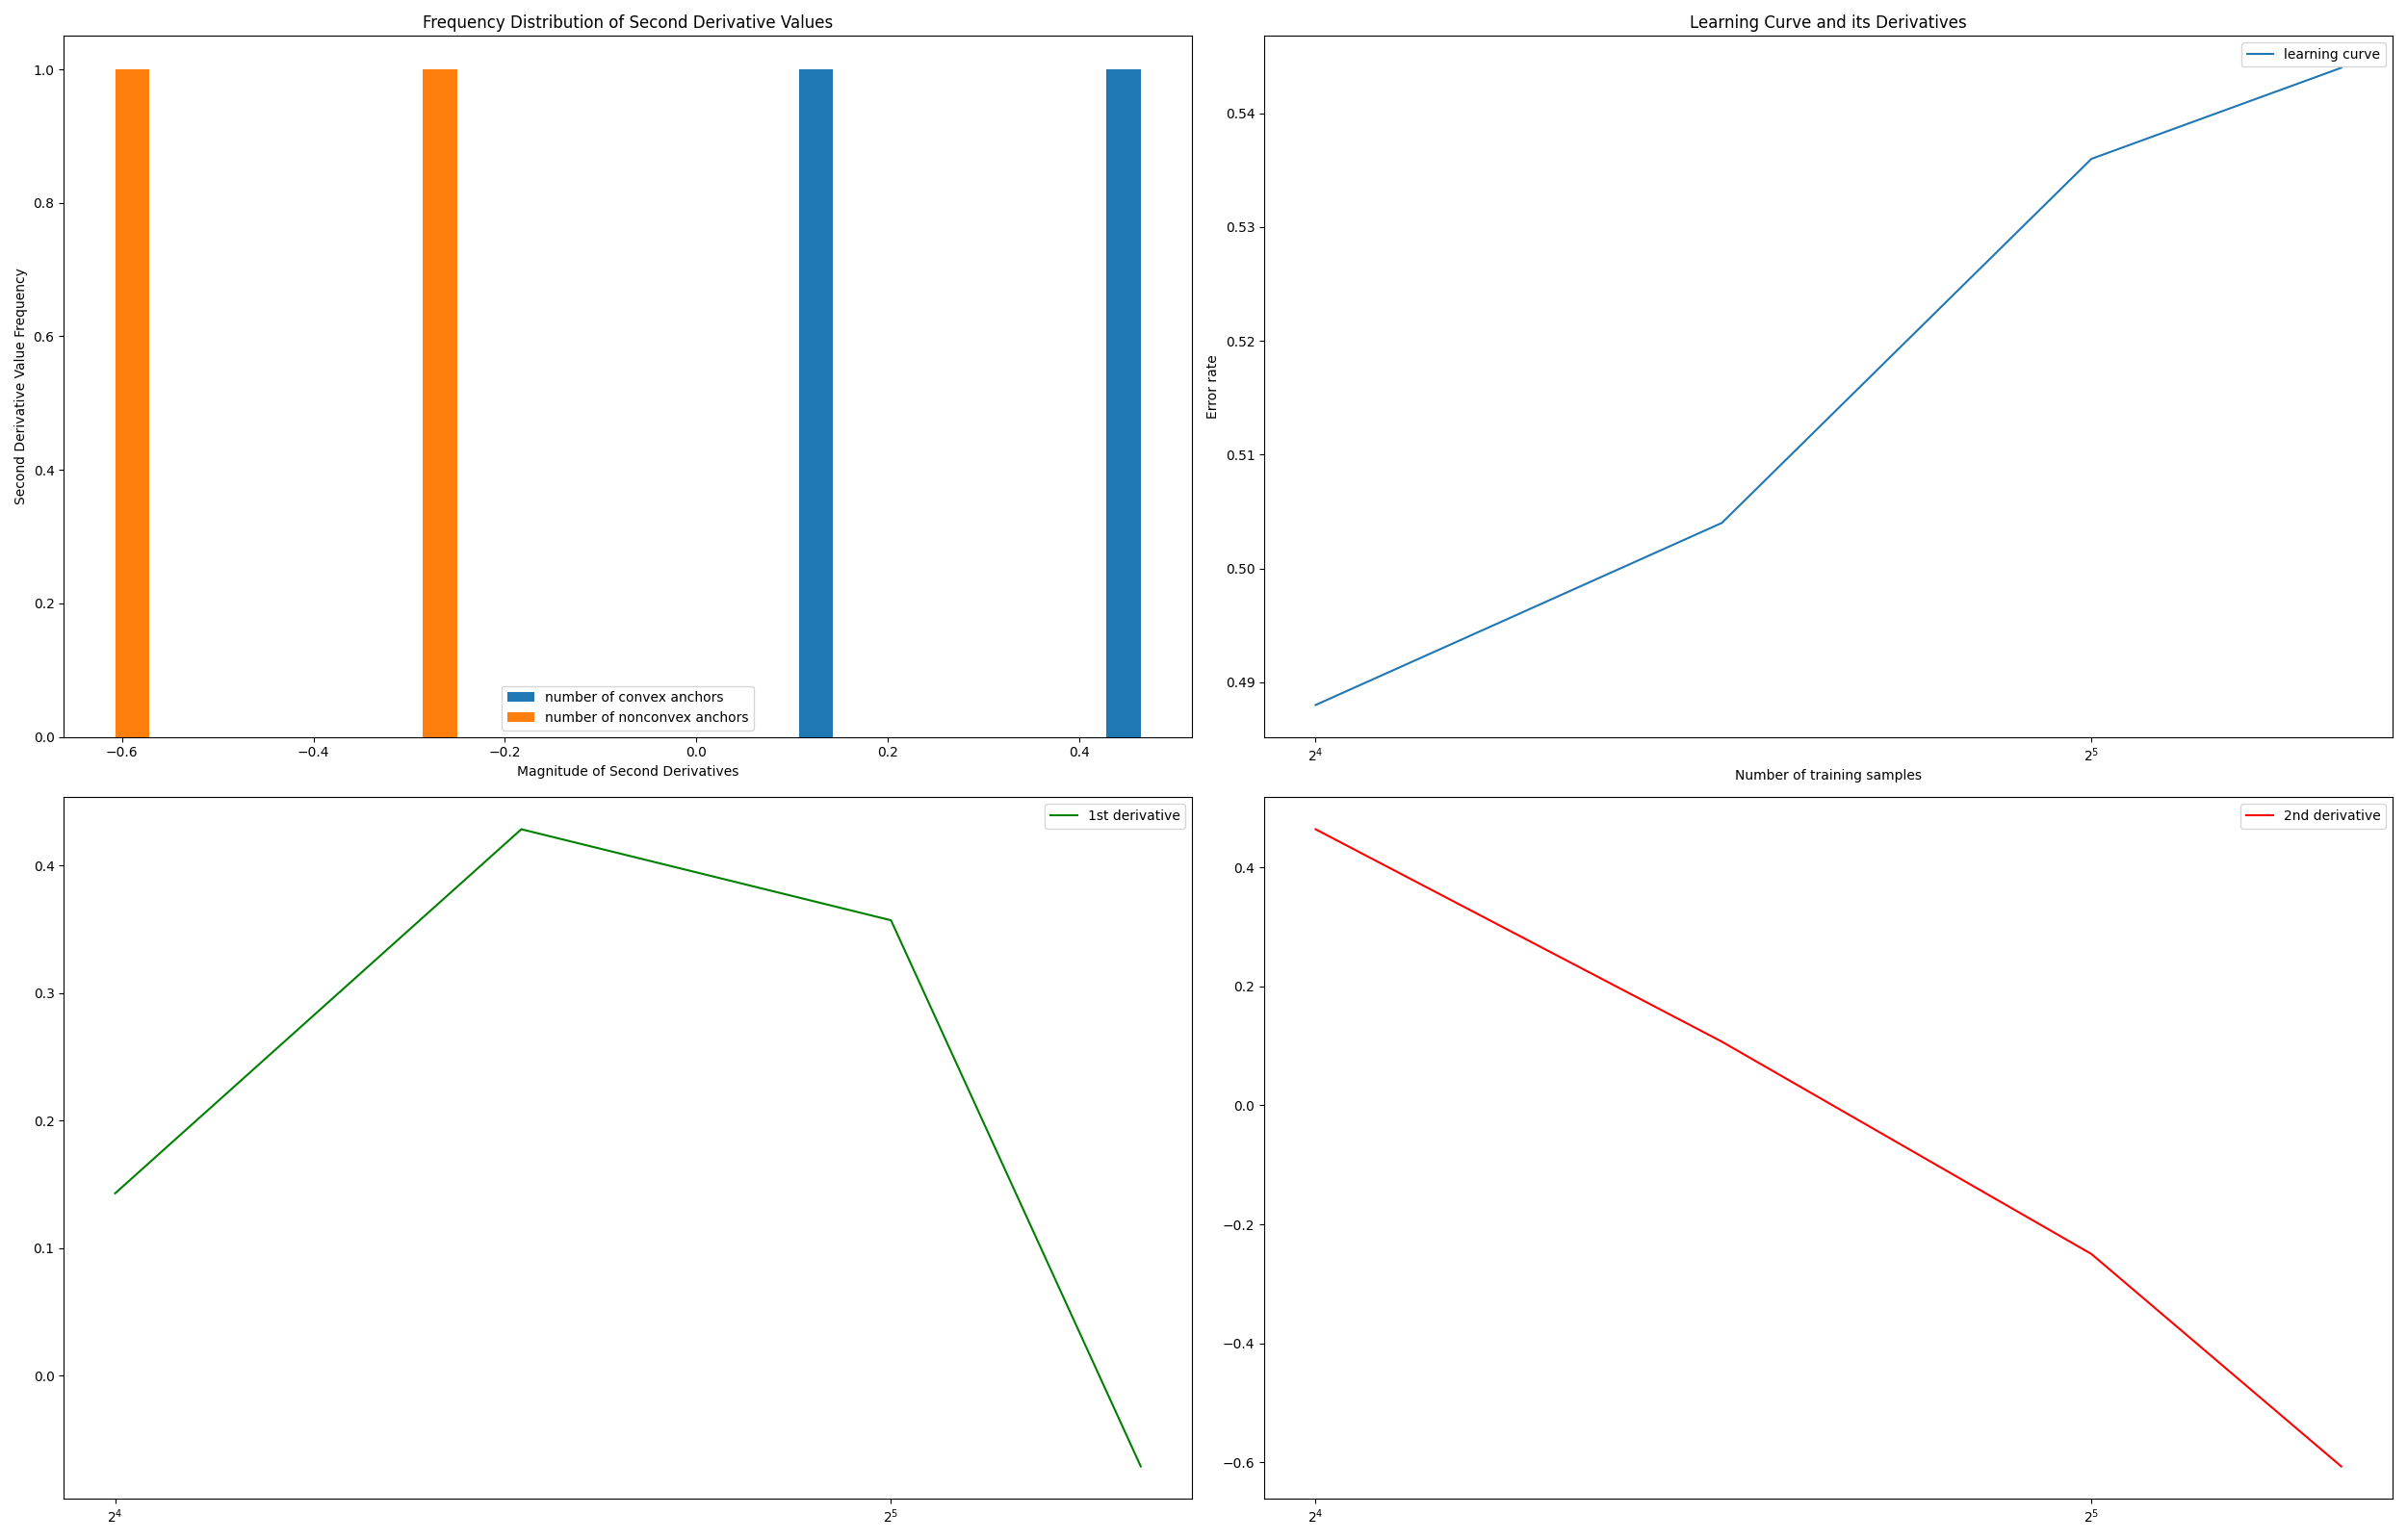 Frequency Distribution of Second Derivative Values
Second Derivative Value Frequency
1.0
0.8
0.6
0.4
0.2
0.0
−0.6 −0.4 −0.2 0.0 0.2 0.4
Magnitude of Second Derivatives
number of convex anchors
number of nonconvex anchors
Learning Curve and its Derivatives
learning curve
Error rate
0.54
0.53
0.52
0.51
0.50
0.49
2⁴ 2⁵
Number of training samples
1st derivative
0.4
0.3
0.2
0.1
0.0
2⁴ 2⁵
2nd derivative
0.4
0.2
0.0
−0.2
−0.4
−0.6
2⁴ 2⁵